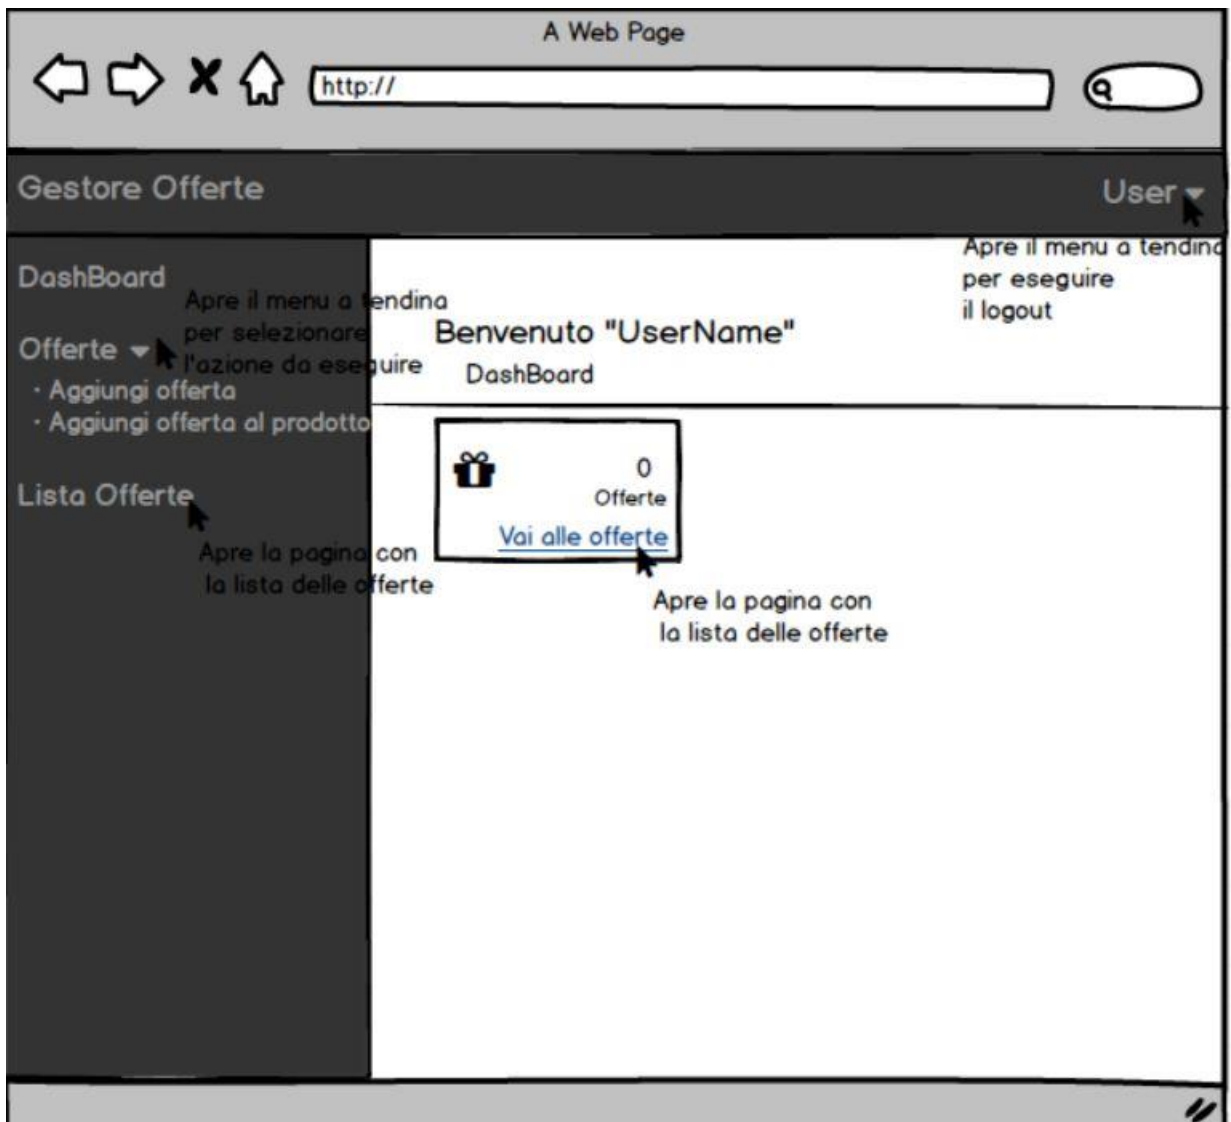 A Web Page
http://
Gestore Offerte
User
Apre il menu a tendina
per eseguire
il logout
DashBoard
Apre il menu a tendina
per selezionare
l'azione da eseguire
Offerte
· Aggiungi offerta
· Aggiungi offerta al prodotto
Lista Offerte
Apre la pagina con
la lista delle offerte
Benvenuto "UserName"
DashBoard
0
Offerte
Vai alle offerte
Apre la pagina con
la lista delle offerte